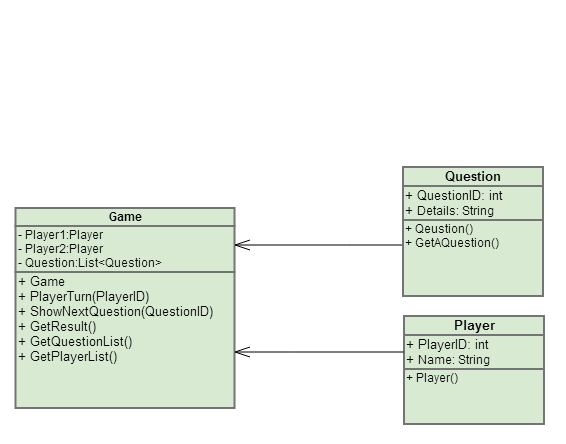 Game
- Player1:Player
- Player2:Player
- Question:List<Question>
+ Game
+ PlayerTurn(PlayerID)
+ ShowNextQuestion(QuestionID)
+ GetResult()
+ GetQuestionList()
+ GetPlayerList()
Question
+ QuestionID: int
+ Details: String
+ Qeustion()
+ GetAQuestion()
Player
+ PlayerID: int
+ Name: String
+ Player()